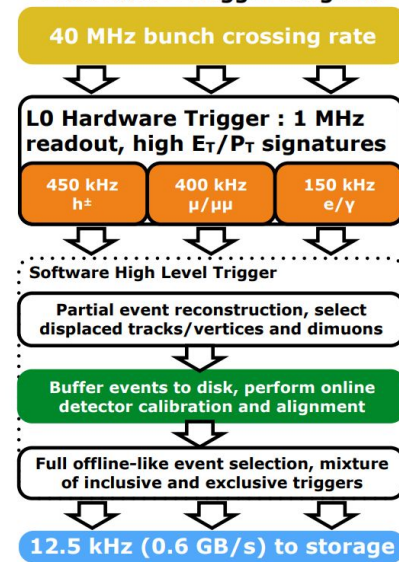 40 MHz bunch crossing rate
L0 Hardware Trigger : 1 MHz
readout, high ET/PT signatures
450 kHz
h±
400 kHz
μ/μμ
150 kHz
e/γ
Software High Level Trigger
Partial event reconstruction, select
displaced tracks/vertices and dimuons
Buffer events to disk, perform online
detector calibration and alignment
Full offline-like event selection, mixture
of inclusive and exclusive triggers
12.5 kHz (0.6 GB/s) to storage